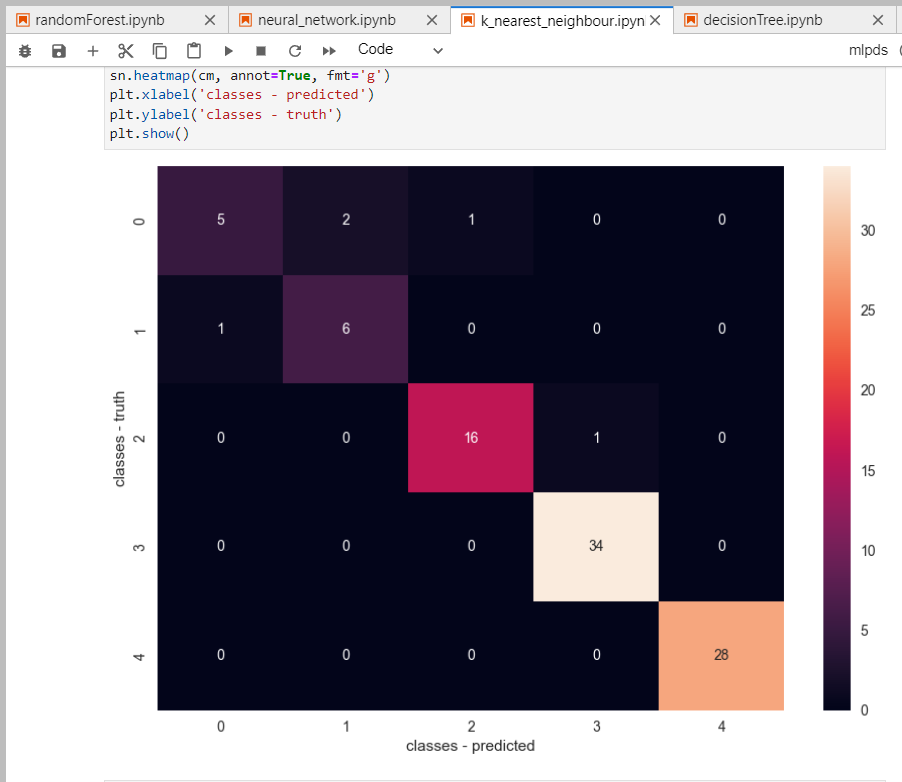 randomForest.ipynb
neural_network.ipynb
k_nearest_neighbour.ipyn
decisionTree.ipynb
Code
mlpds
sn.heatmap(cm, annot=True, fmt='g')
plt.xlabel('classes - predicted')
plt.ylabel('classes - truth')
plt.show()
0 5 2 1 0 0
1 1 6 0 0 0
2 0 0 16 1 0
3 0 0 0 34 0
4 0 0 0 0 28
0 1 2 3 4
classes - predicted
classes - truth
30
25
20
15
10
5
0